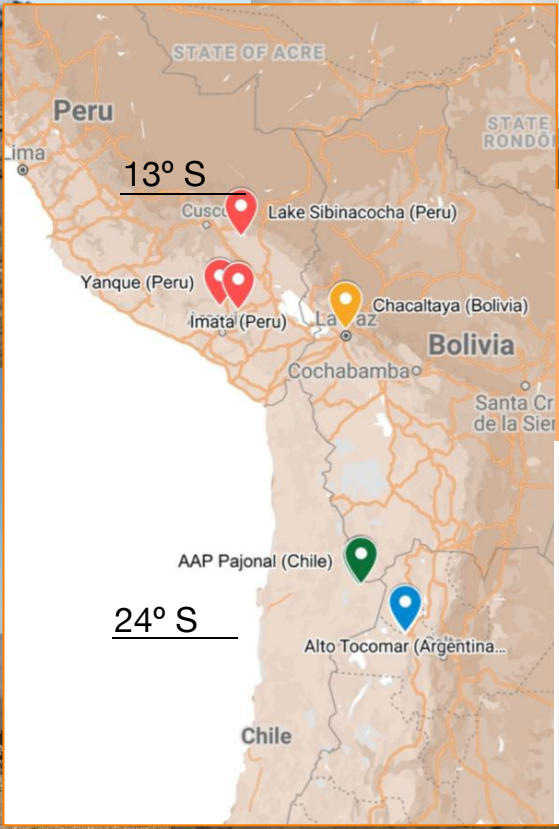 STATE OF ACRE
Peru
STATE
RONDÔ
Lima
13º S
Cusco
Lake Sibinacocha (Peru)
Yanque (Peru)
Imata (Peru)
Chacaltaya (Bolivia)
La Paz
Bolivia
Cochabamba
Santa Cr
de la Sier
AAP Pajonal (Chile)
24º S
Alto Tocomar (Argentina...
Chile